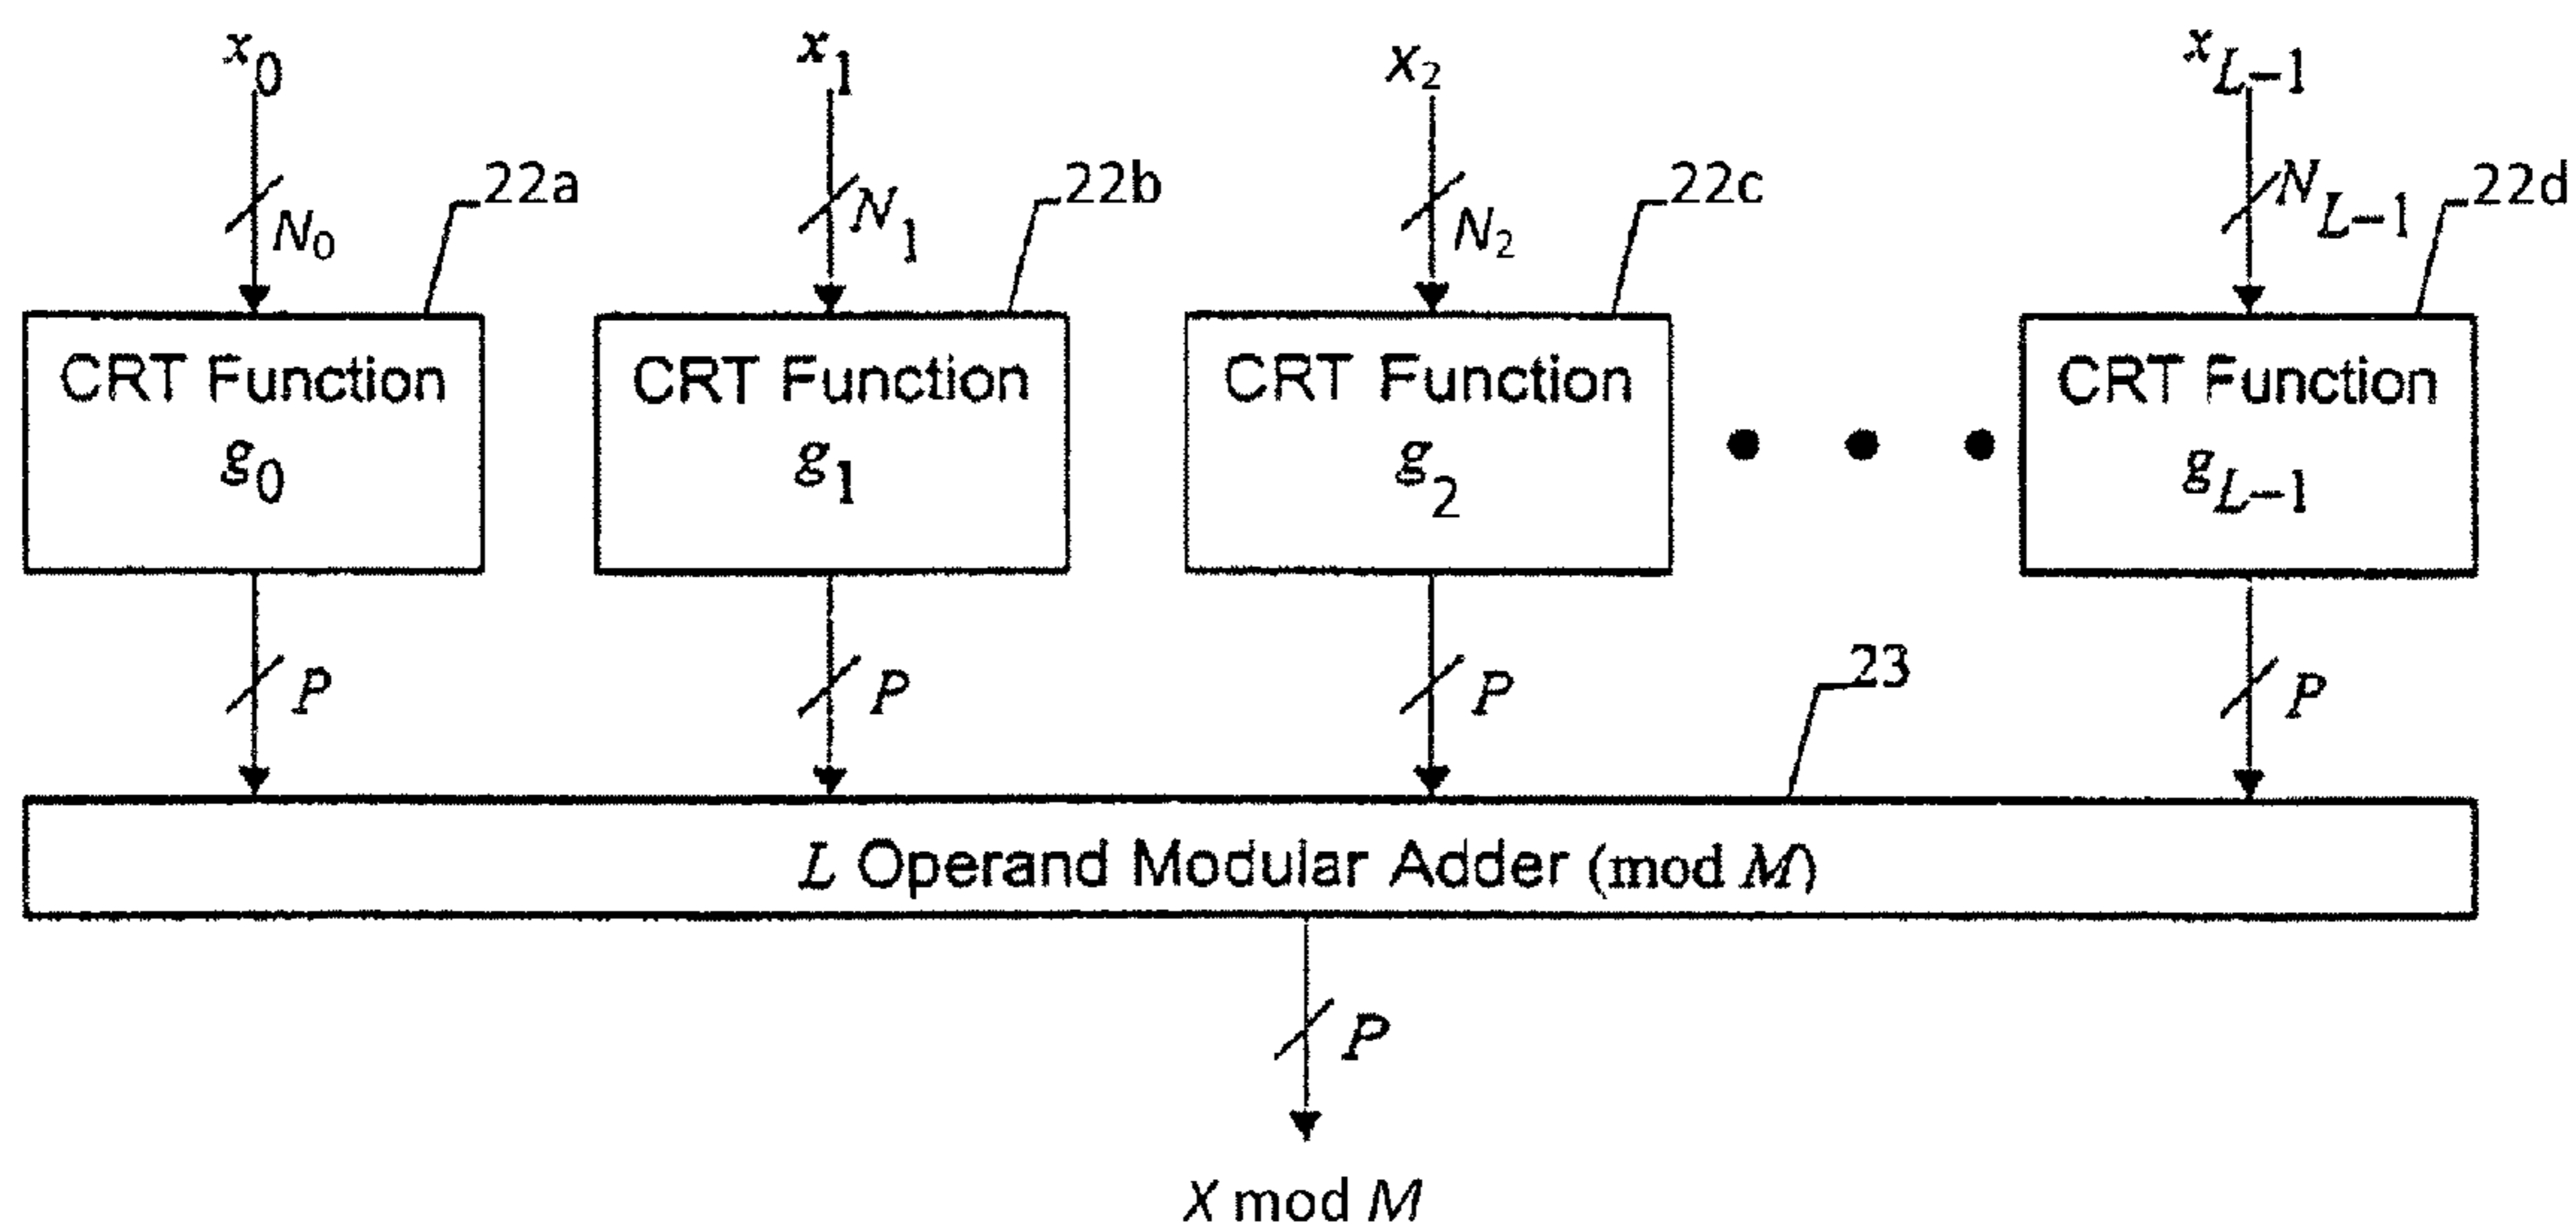 x0 x1 x2 xL−1
22a 22b 22c 22d
N0 N1 N2 NL−1
CRT Function CRT Function CRT Function CRT Function
g0 g1 g2 • • • gL−1
23
P P P P
L Operand Modular Adder (mod M)
P
X mod M